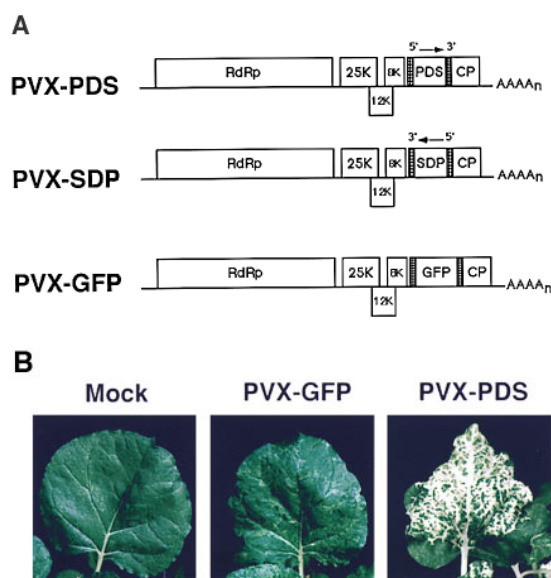 A
PVX-PDS
5' 3'
RdRp 25K 8K PDS CP AAAAn
12K
PVX-SDP
3' 5'
RdRp 25K 8K SDP CP AAAAn
12K
PVX-GFP
RdRp 25K 8K GFP CP AAAAn
12K
B
Mock PVX-GFP PVX-PDS